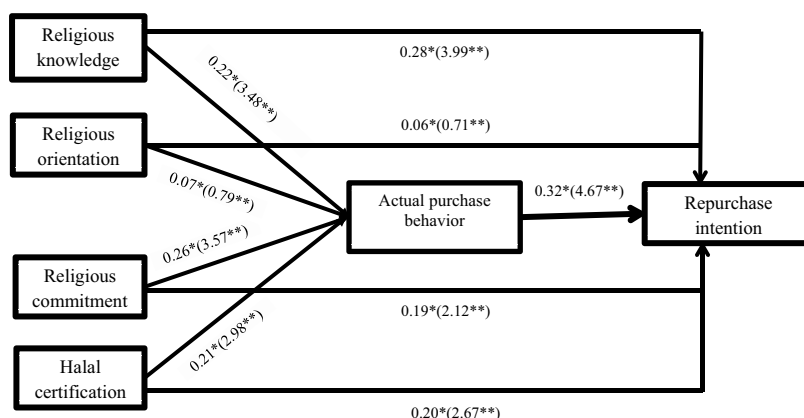 Religious
knowledge
0.28*(3.99**)
0.22*(3.48**)
Religious
orientation
0.06*(0.71**)
0.07*(0.79**)
Actual purchase
behavior
0.32*(4.67**)
Repurchase
intention
0.26*(3.57**)
Religious
commitment
0.19*(2.12**)
0.21*(2.98**)
Halal
certification
0.20*(2.67**)